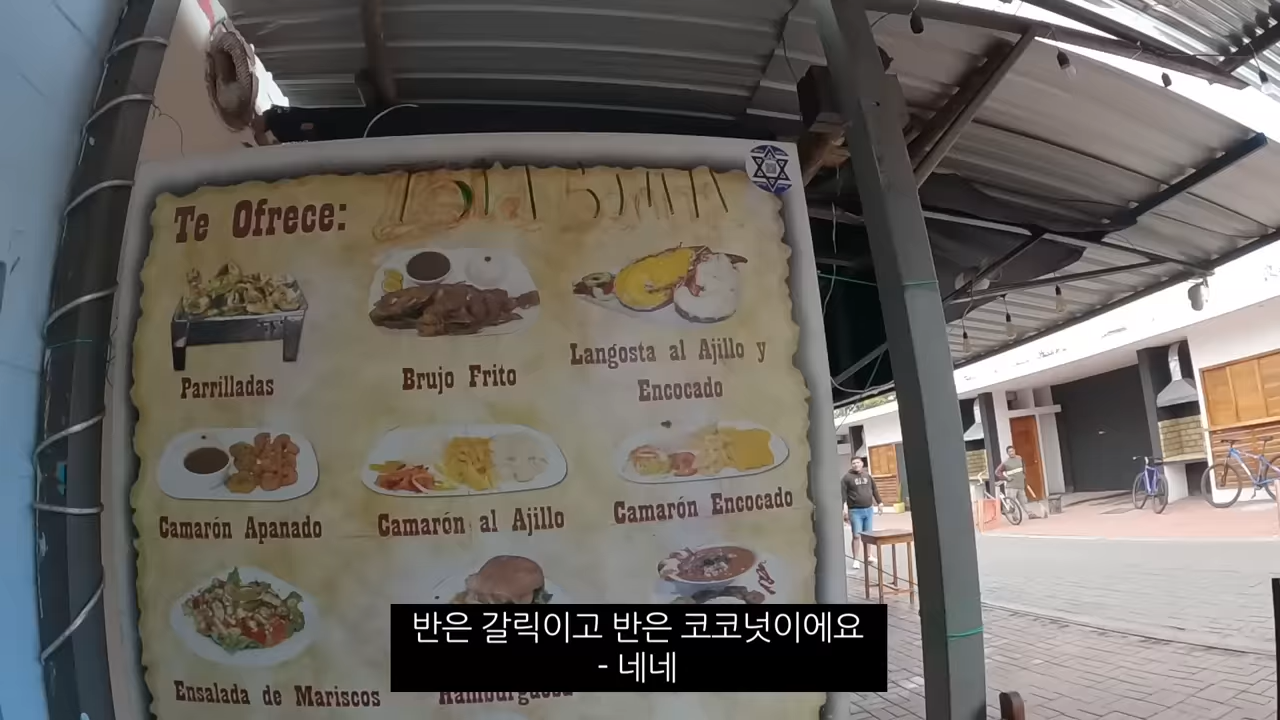 Te Ofrece:
Parrilladas
Brujo Frito
Langosta al Ajillo y
Encocado
Camarón Apanado
Camarón al Ajillo
Camarón Encocado
Ensalada de Mariscos
Hamburguesa
반은 갈릭이고 반은 코코넛이에요
- 네네